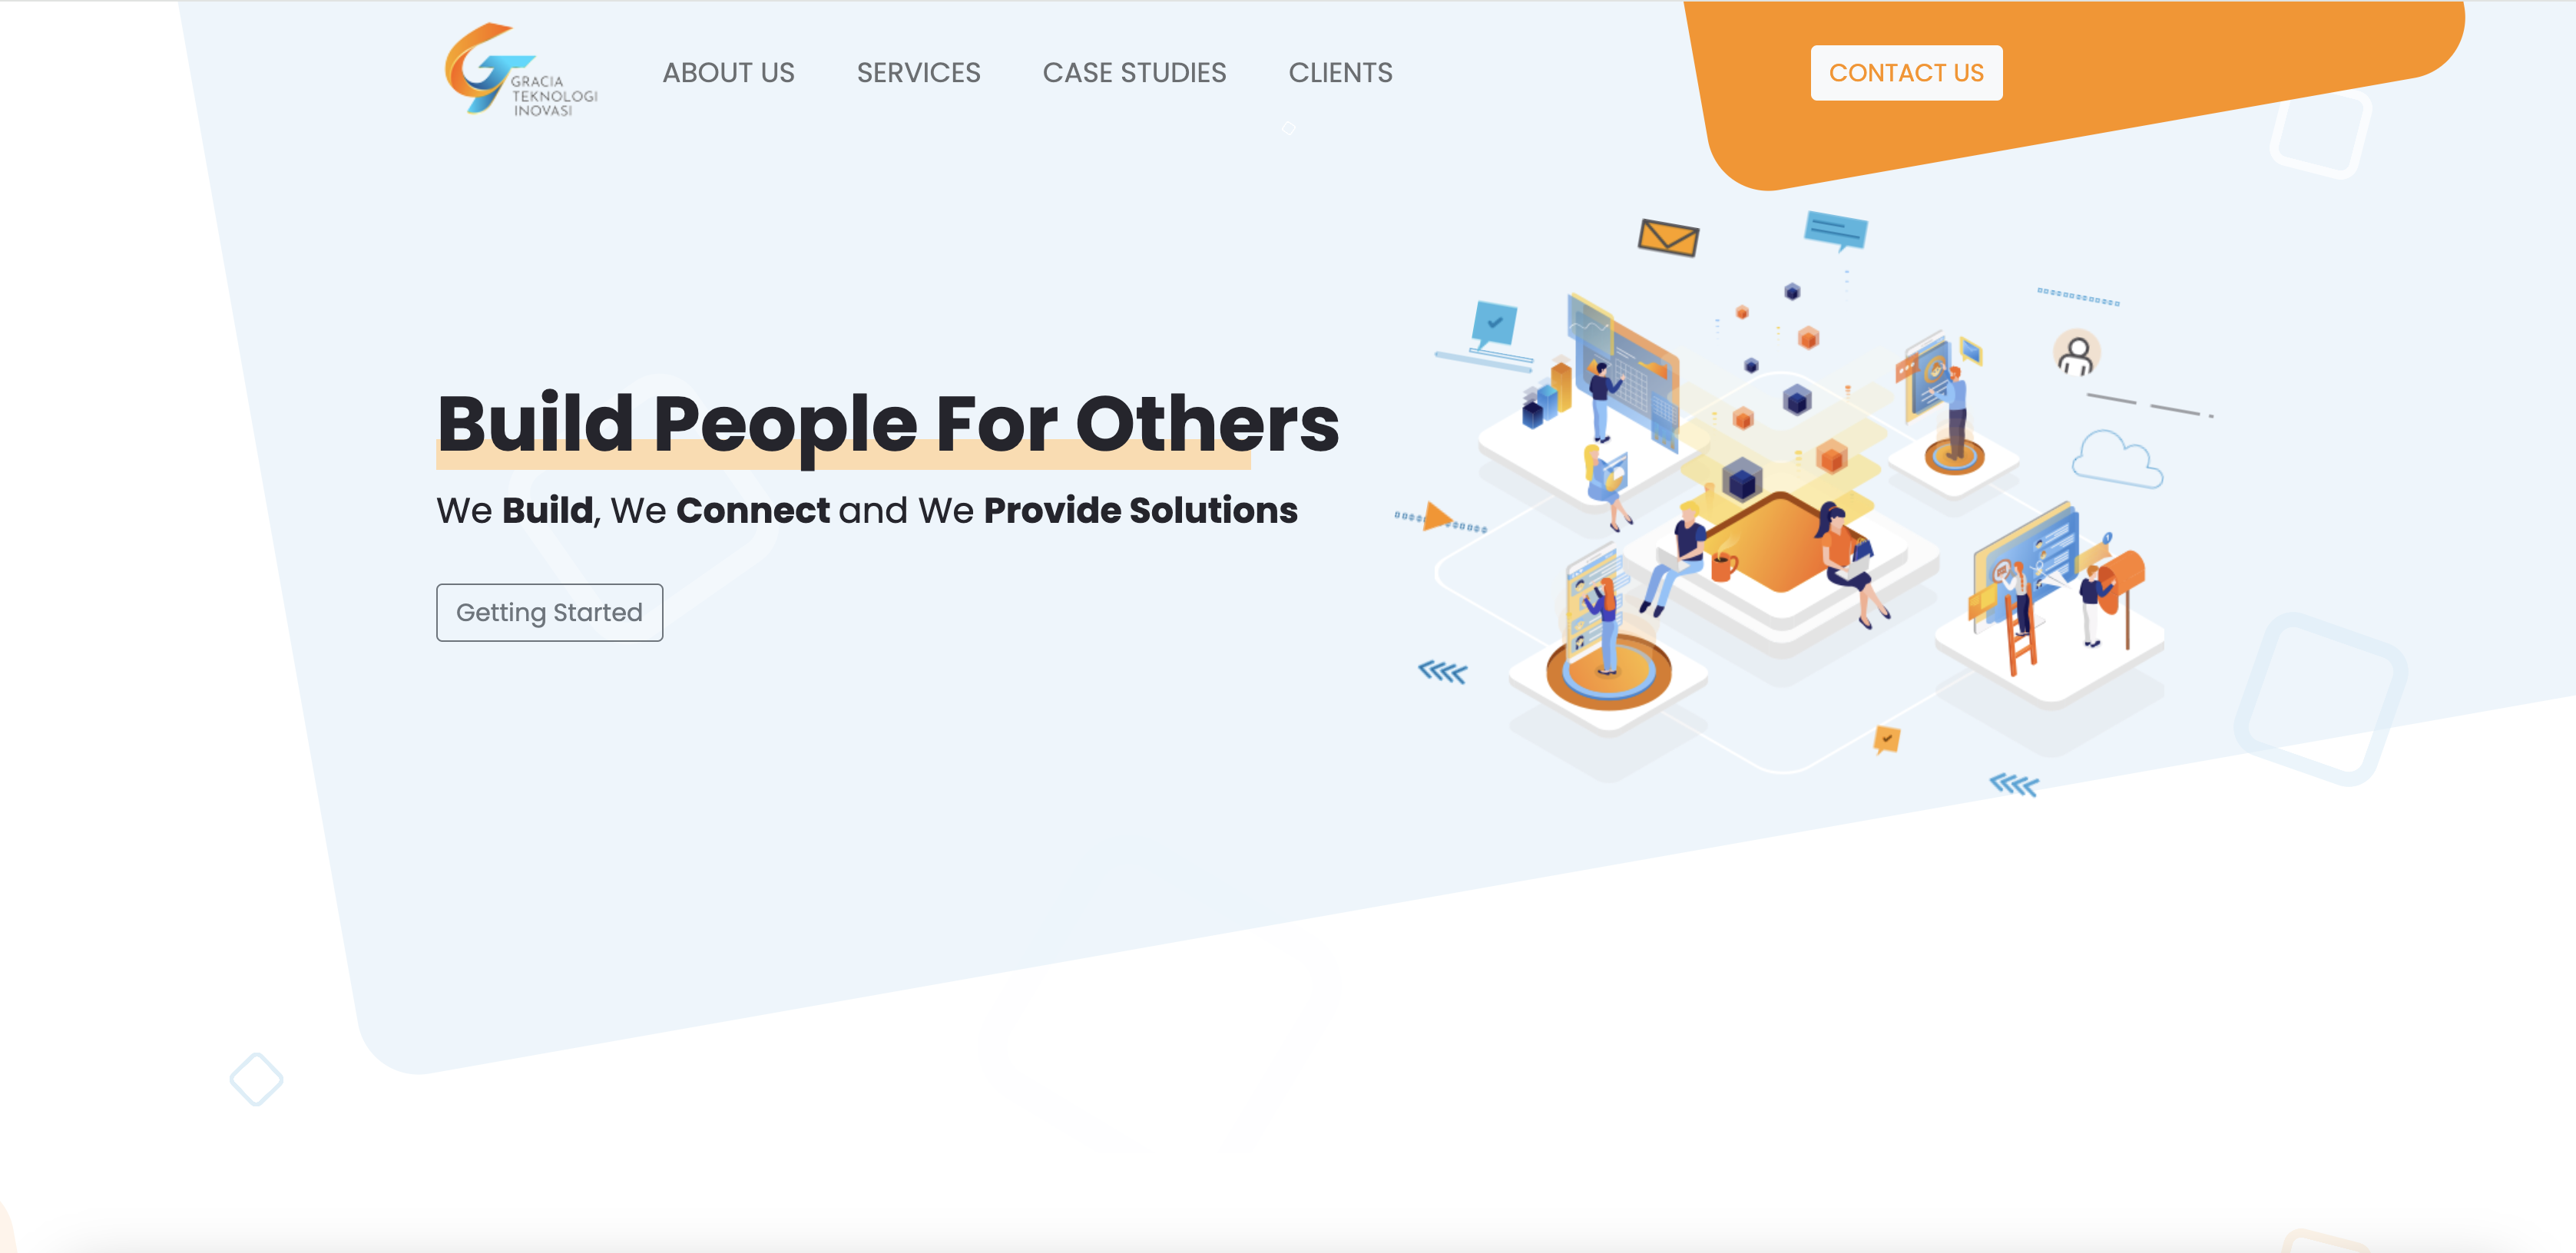 GRACIA
TEKNOLOGI
INOVASI
ABOUT US
SERVICES
CASE STUDIES
CLIENTS
CONTACT US
Build People For Others
We Build, We Connect and We Provide Solutions
Getting Started